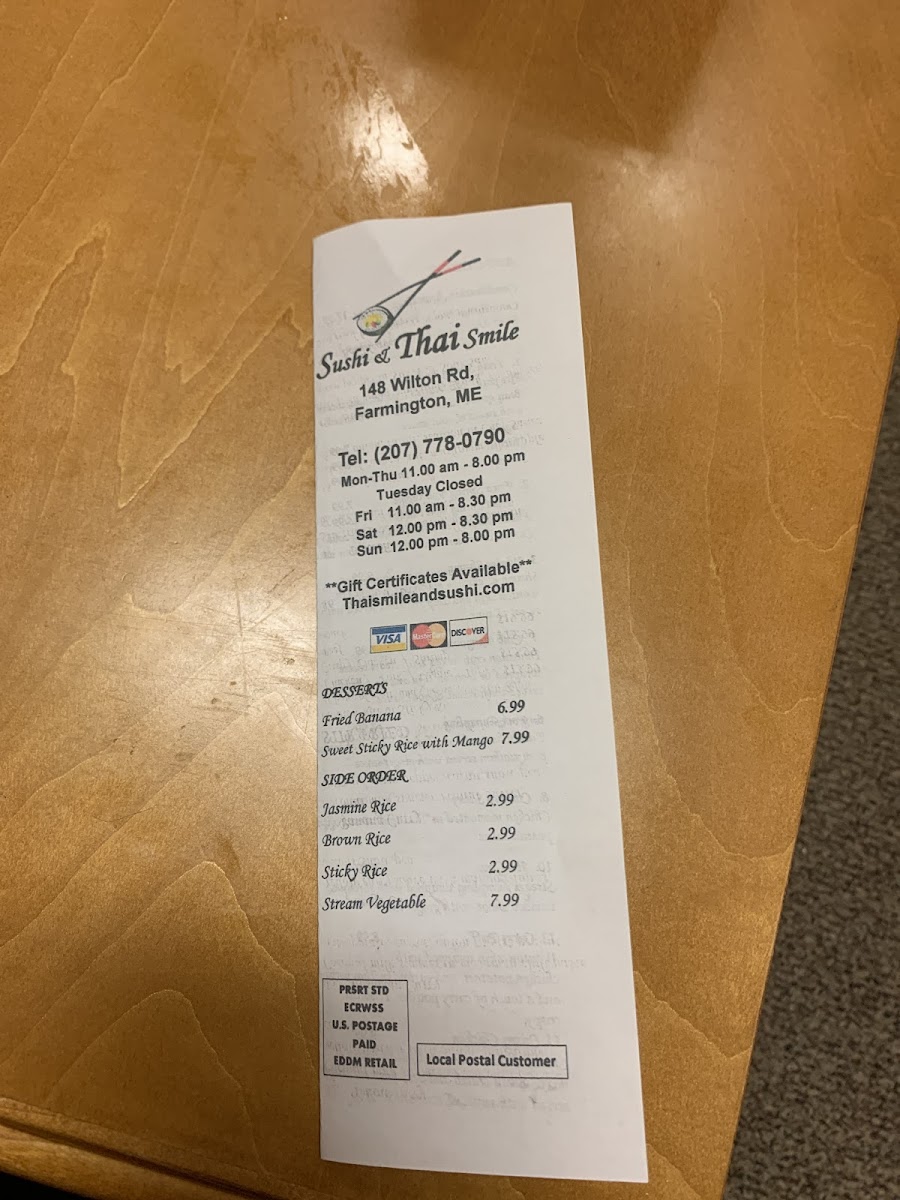 Sushi & Thai Smile
148 Wilton Rd,
Farmington, ME
Tel: (207) 778-0790
Mon-Thu 11.00 am - 8.00 pm
Tuesday Closed
Fri 11.00 am - 8.30 pm
Sat 12.00 pm - 8.30 pm
Sun 12.00 pm - 8.00 pm
**Gift Certificates Available**
Thaismileandsushi.com
VISA MasterCard DISCOVER
DESSERTS
Fried Banana 6.99
Sweet Sticky Rice with Mango 7.99
SIDE ORDER
Jasmine Rice 2.99
Brown Rice 2.99
Sticky Rice 2.99
Stream Vegetable 7.99
PRSRT STD
ECRWSS
U.S. POSTAGE
PAID
EDDM RETAIL
Local Postal Customer